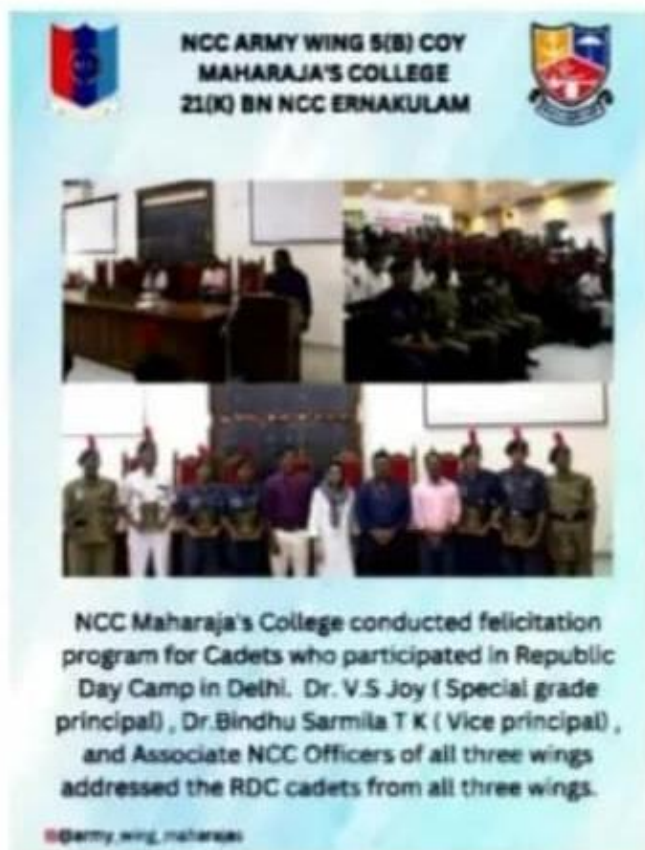 NCC ARMY WING 5(B) COY
MAHARAJA'S COLLEGE
21(K) BN NCC ERNAKULAM
NCC Maharaja's College conducted felicitation
program for Cadets who participated in Republic
Day Camp in Delhi. Dr. V.S Joy ( Special grade
principal) , Dr.Bindhu Sarmila T K ( Vice principal) ,
and Associate NCC Officers of all three wings
addressed the RDC cadets from all three wings.
@army_wing_maharajas